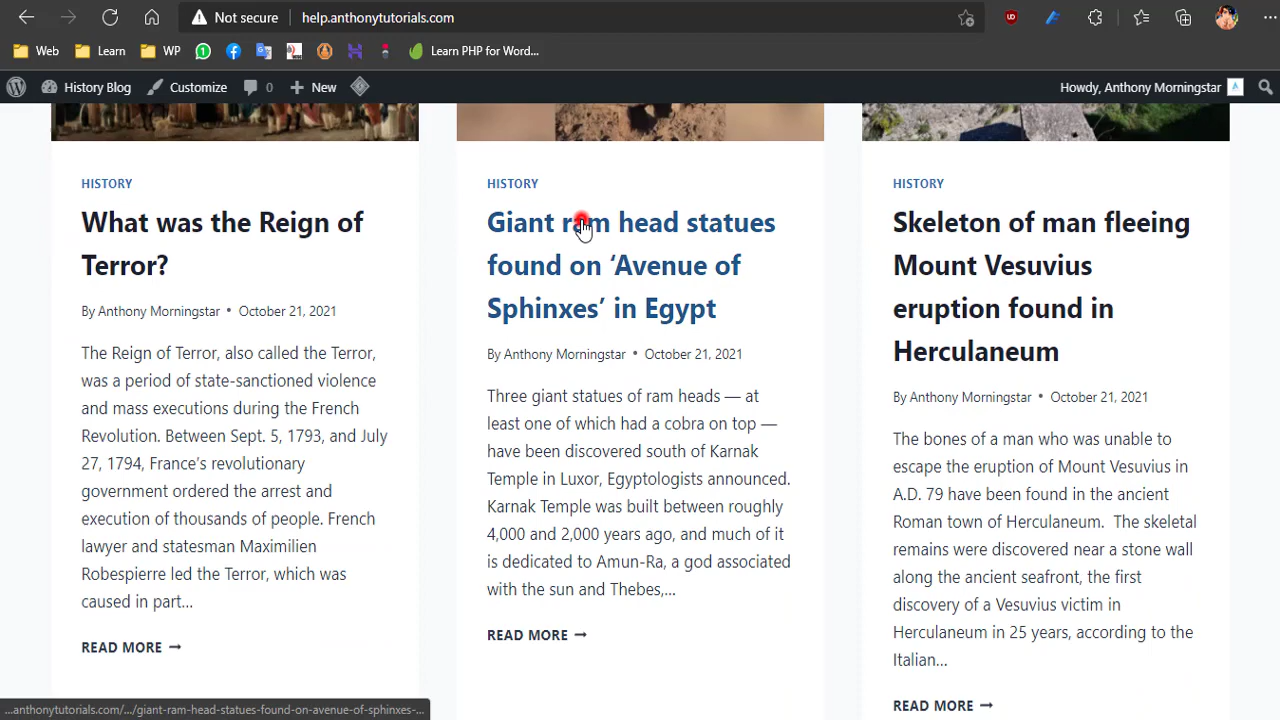 Not secure
help.anthonytutorials.com
Web
Learn
WP
Learn PHP for Word...
History Blog
Customize
0
New
Howdy, Anthony Morningstar
HISTORY
What was the Reign of
Terror?
By Anthony Morningstar • October 21, 2021
The Reign of Terror, also called the Terror,
was a period of state-sanctioned violence
and mass executions during the French
Revolution. Between Sept. 5, 1793, and July
27, 1794, France's revolutionary
government ordered the arrest and
execution of thousands of people. French
lawyer and statesman Maximilien
Robespierre led the Terror, which was
caused in part...
READ MORE →
HISTORY
Giant ram head statues
found on ‘Avenue of
Sphinxes’ in Egypt
By Anthony Morningstar • October 21, 2021
Three giant statues of ram heads — at
least one of which had a cobra on top —
have been discovered south of Karnak
Temple in Luxor, Egyptologists announced.
Karnak Temple was built between roughly
4,000 and 2,000 years ago, and much of it
is dedicated to Amun-Ra, a god associated
with the sun and Thebes,...
READ MORE →
HISTORY
Skeleton of man fleeing
Mount Vesuvius
eruption found in
Herculaneum
By Anthony Morningstar • October 21, 2021
The bones of a man who was unable to
escape the eruption of Mount Vesuvius in
A.D. 79 have been found in the ancient
Roman town of Herculaneum. The skeletal
remains were discovered near a stone wall
along the ancient seafront, the first
discovery of a Vesuvius victim in
Herculaneum in 25 years, according to the
Italian...
READ MORE →
...anthonytutorials.com/.../giant-ram-head-statues-found-on-avenue-of-sphinxes-...